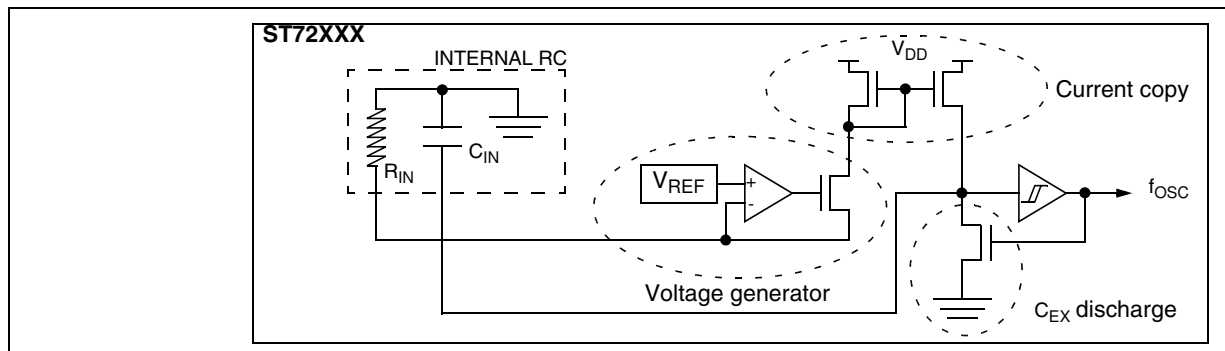 ST72XXX
INTERNAL RC
VDD
Current copy
CIN
RIN
VREF
+
-
fOSC
Voltage generator
CEX discharge